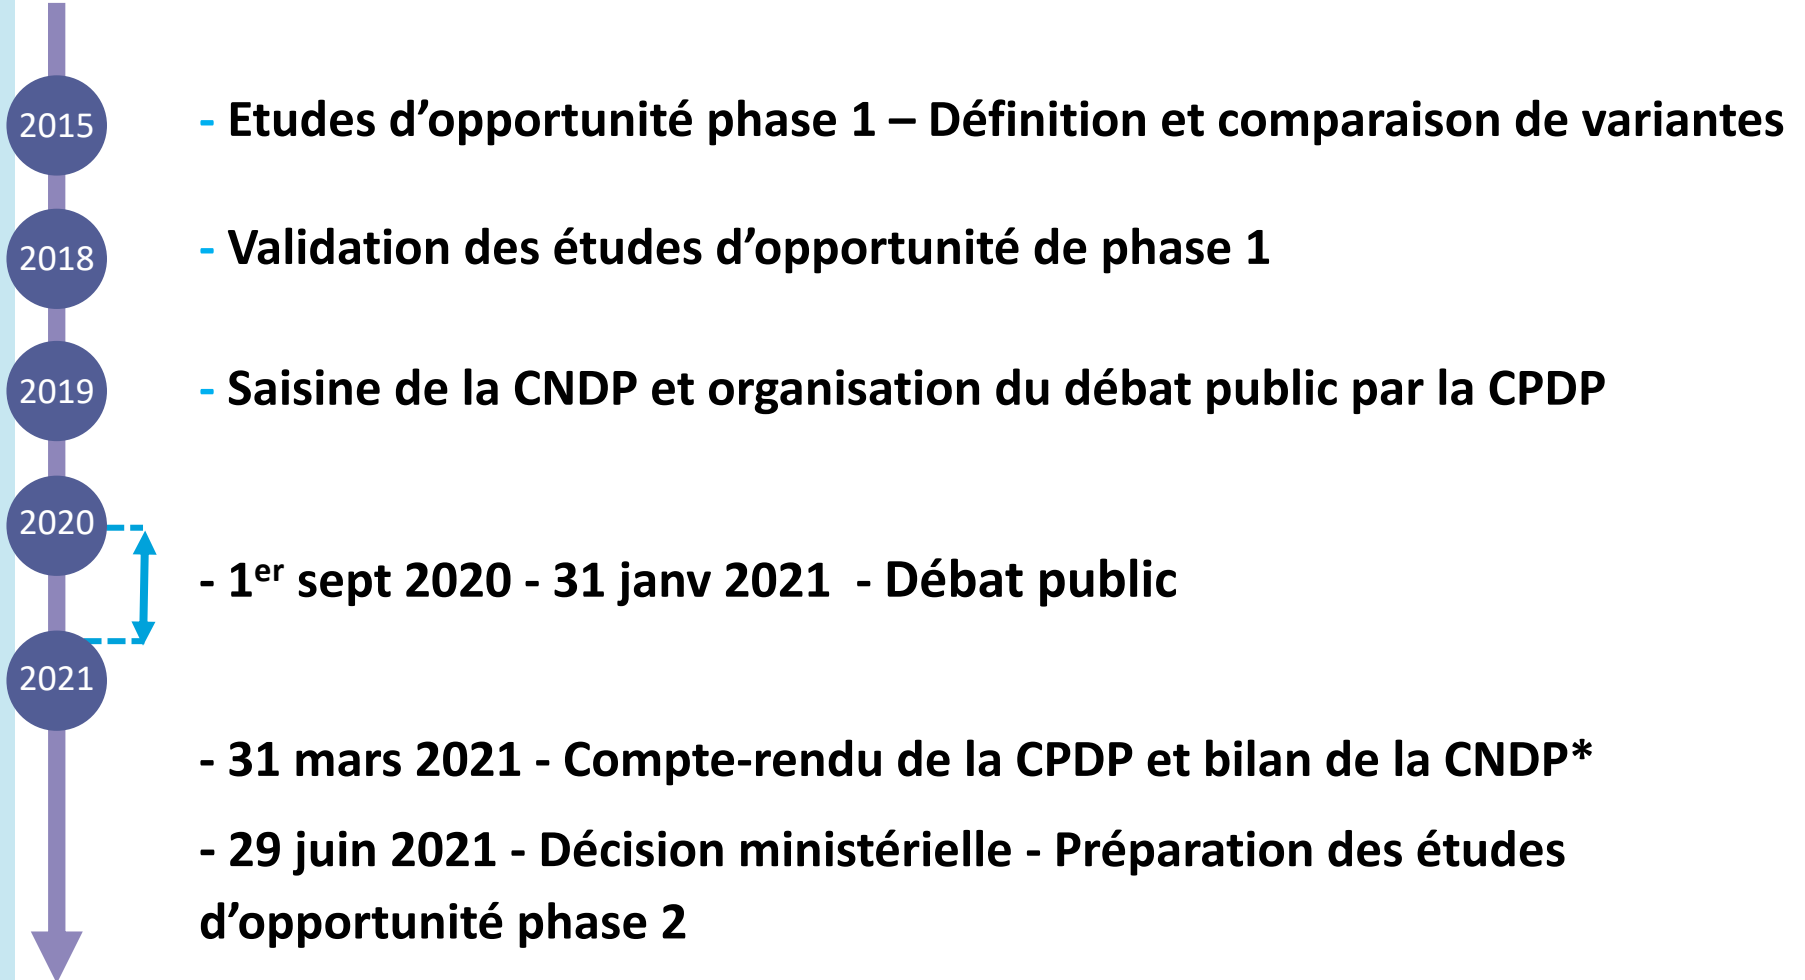 2015
- Etudes d’opportunité phase 1 – Définition et comparaison de variantes
2018
- Validation des études d’opportunité de phase 1
2019
- Saisine de la CNDP et organisation du débat public par la CPDP
2020
- 1er sept 2020 - 31 janv 2021 - Débat public
2021
- 31 mars 2021 - Compte-rendu de la CPDP et bilan de la CNDP*
- 29 juin 2021 - Décision ministérielle - Préparation des études
d’opportunité phase 2